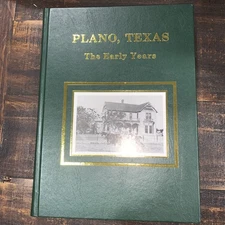 PLANO, TEXAS
The Early Years